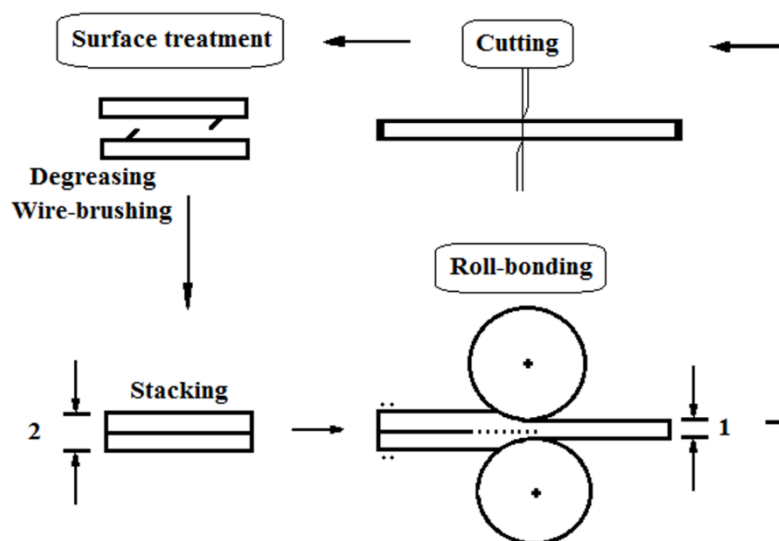 Surface treatment
Cutting
Degreasing
Wire-brushing
Roll-bonding
Stacking
2
1